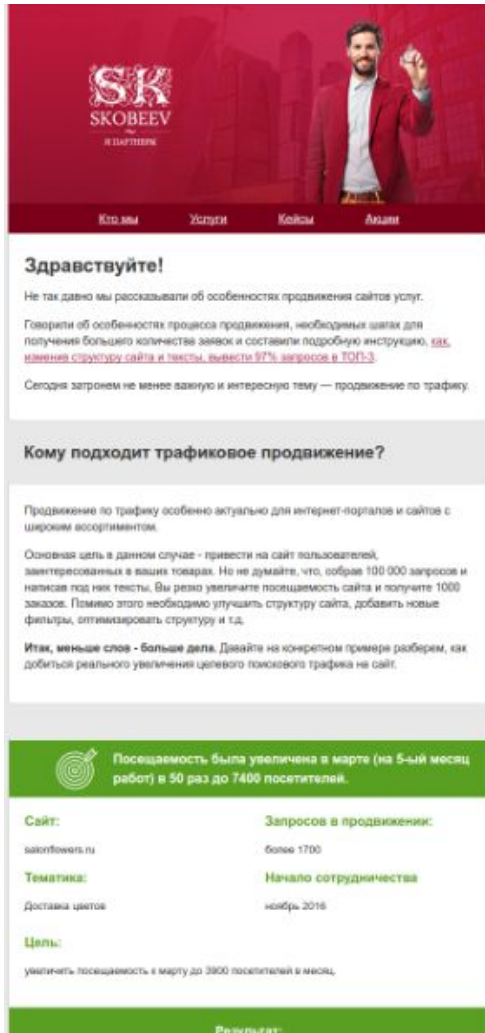 SK
SKOBEEV
И ПАРТНЕРЫ
Кто мы Услуги Кейсы Акции
Здравствуйте!
Не так давно мы рассказывали об особенностях продвижения сайтов услуг.
Говорили об особенностях процесса продвижения, необходимых шагах для
получения большего количества заявок и составили подробную инструкцию, как,
изменив структуру сайта и тексты, вывести 97% запросов в ТОП-3.
Сегодня затронем не менее важную и интересную тему — продвижение по трафику.
Кому подходит трафиковое продвижение?
Продвижение по трафику особенно актуально для интернет-порталов и сайтов с
широким ассортиментом.
Основная цель в данном случае - привести на сайт пользователей,
заинтересованных в ваших товарах. Но не думайте, что, собрав 100 000 запросов и
написав под них тексты, Вы резко увеличите посещаемость сайта и получите 1000
заказов. Помимо этого необходимо улучшить структуру сайта, добавить новые
фильтры, оптимизировать структуру и т.д.
Итак, меньше слов - больше дела. Давайте на конкретном примере разберем, как
добиться реального увеличения целевого поискового трафика на сайт.
Посещаемость была увеличена в марте (на 5-ый месяц
работ) в 50 раз до 7400 посетителей.
Сайт: Запросов в продвижении:
salonflowers.ru более 1700
Тематика: Начало сотрудничества
Доставка цветов ноябрь 2016
Цель:
увеличить посещаемость к марту до 3900 посетителей в месяц.
Результат: